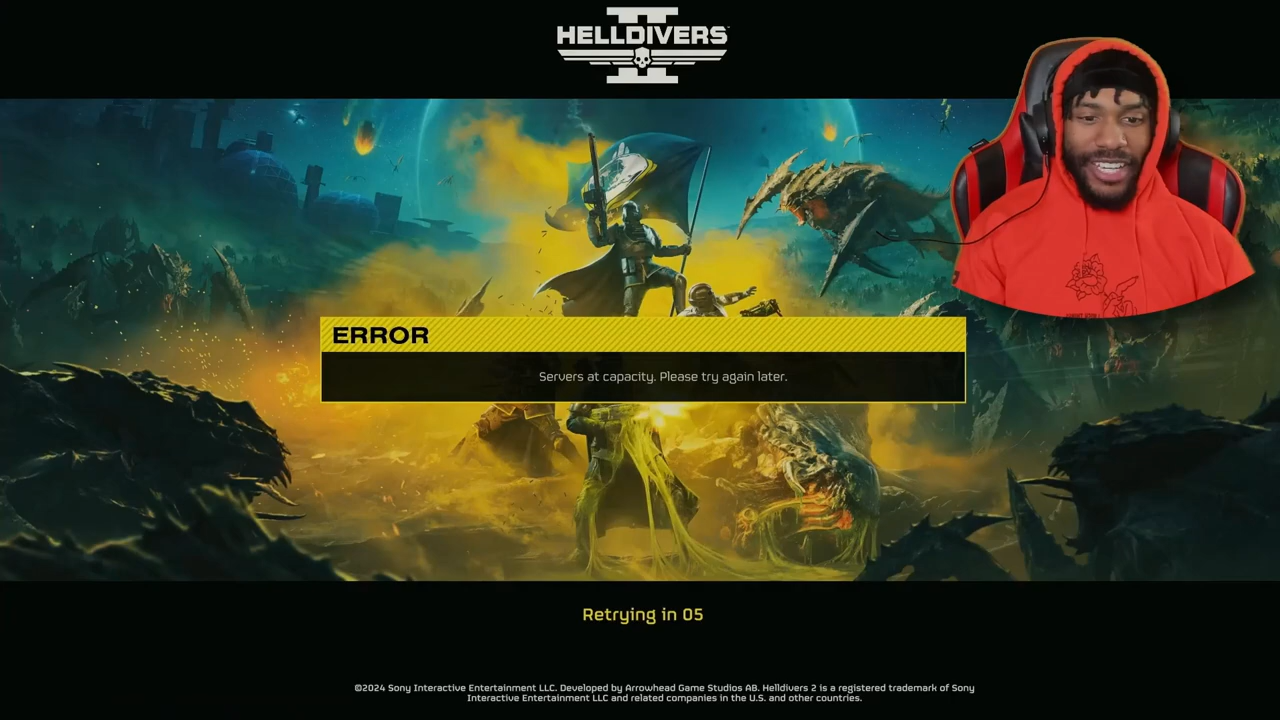 HELLDIVERS
II
ERROR
Servers at capacity. Please try again later.
Retrying in 05
©2024 Sony Interactive Entertainment LLC. Developed by Arrowhead Game Studios AB. Helldivers 2 is a registered trademark of Sony
Interactive Entertainment LLC and related companies in the U.S. and other countries.